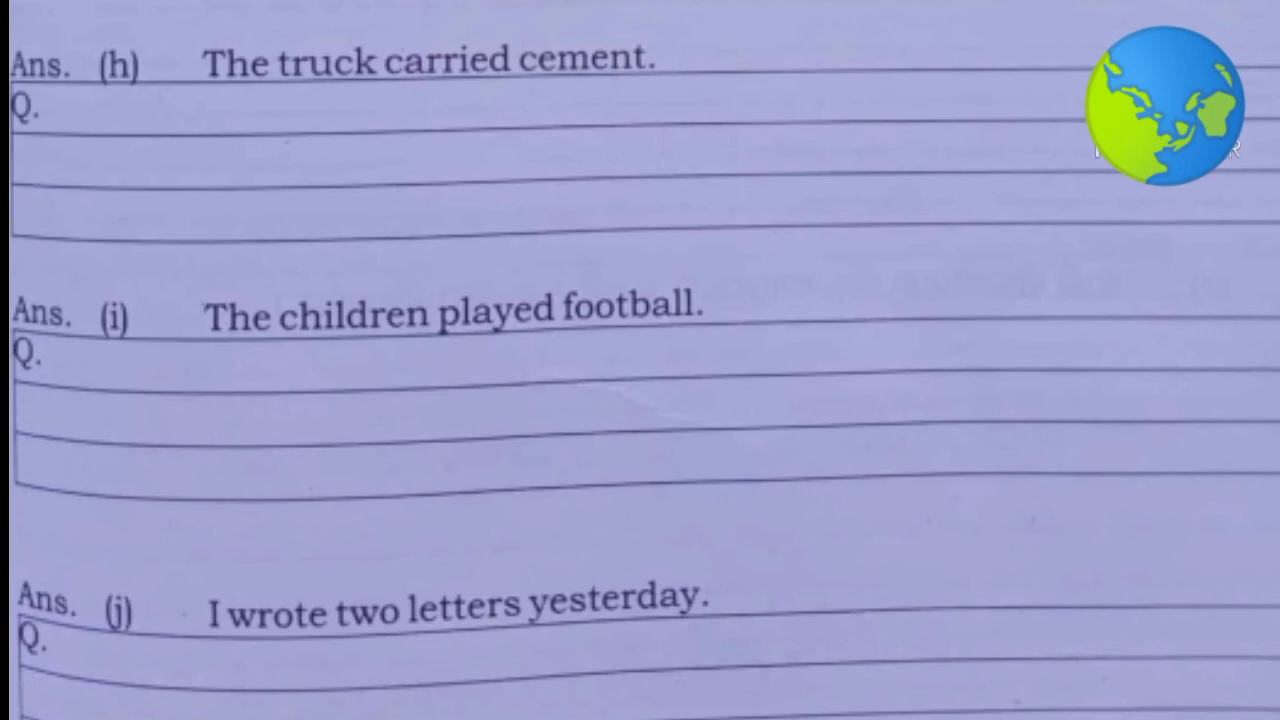 Ans. (h) The truck carried cement.
Q.
Ans. (i) The children played football.
Q.
Ans. (j) I wrote two letters yesterday.
Q.